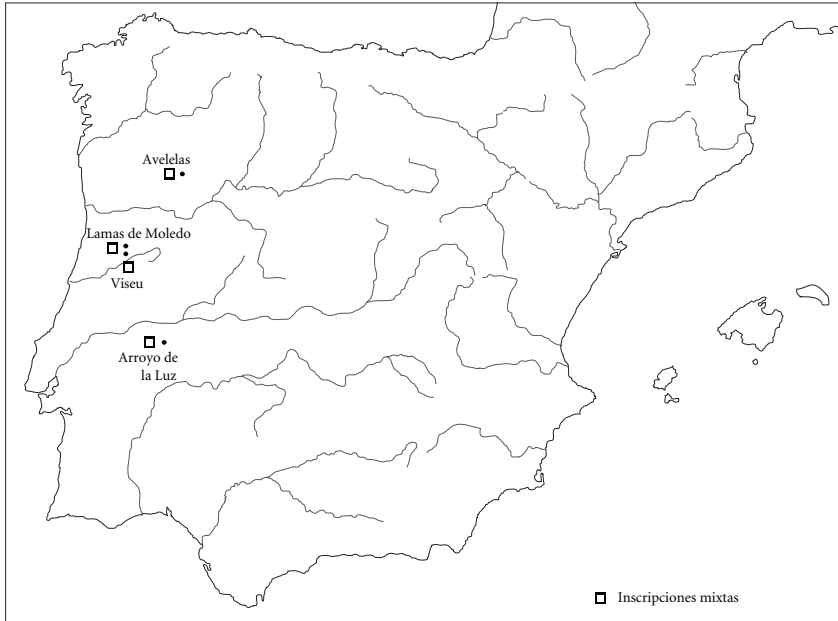 Avelelas
Lamas de Moledo
Viseu
Arroyo de
la Luz
Inscripciones mixtas